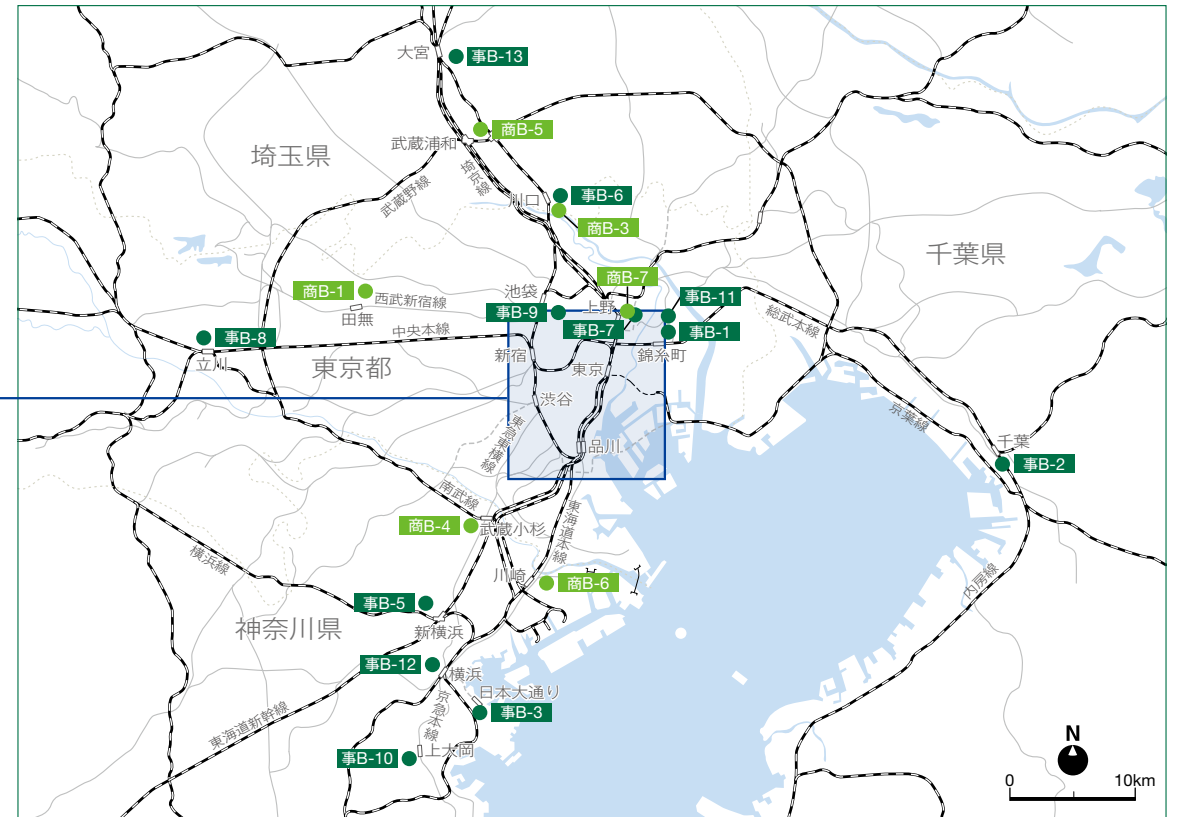 大宮
事B-13
商B-5
武蔵浦和
埼玉県
埼京線
武蔵野線
川口
事B-6
商B-3
千葉県
商B-7
商B-1
西武新宿線
田無
池袋
上野
事B-11
事B-9
事B-7
事B-1
総武本線
事B-8
立川
中央本線
新宿
東京
錦糸町
東京都
渋谷
東急東横線
品川
京葉線
千葉
事B-2
南武線
商B-4
武蔵小杉
東海道本線
横浜線
川崎
商B-6
内房線
事B-5
神奈川県
新横浜
事B-12
横浜
日本大通り
京急本線
事B-3
東海道新幹線
事B-10
上大岡
N
0
10km